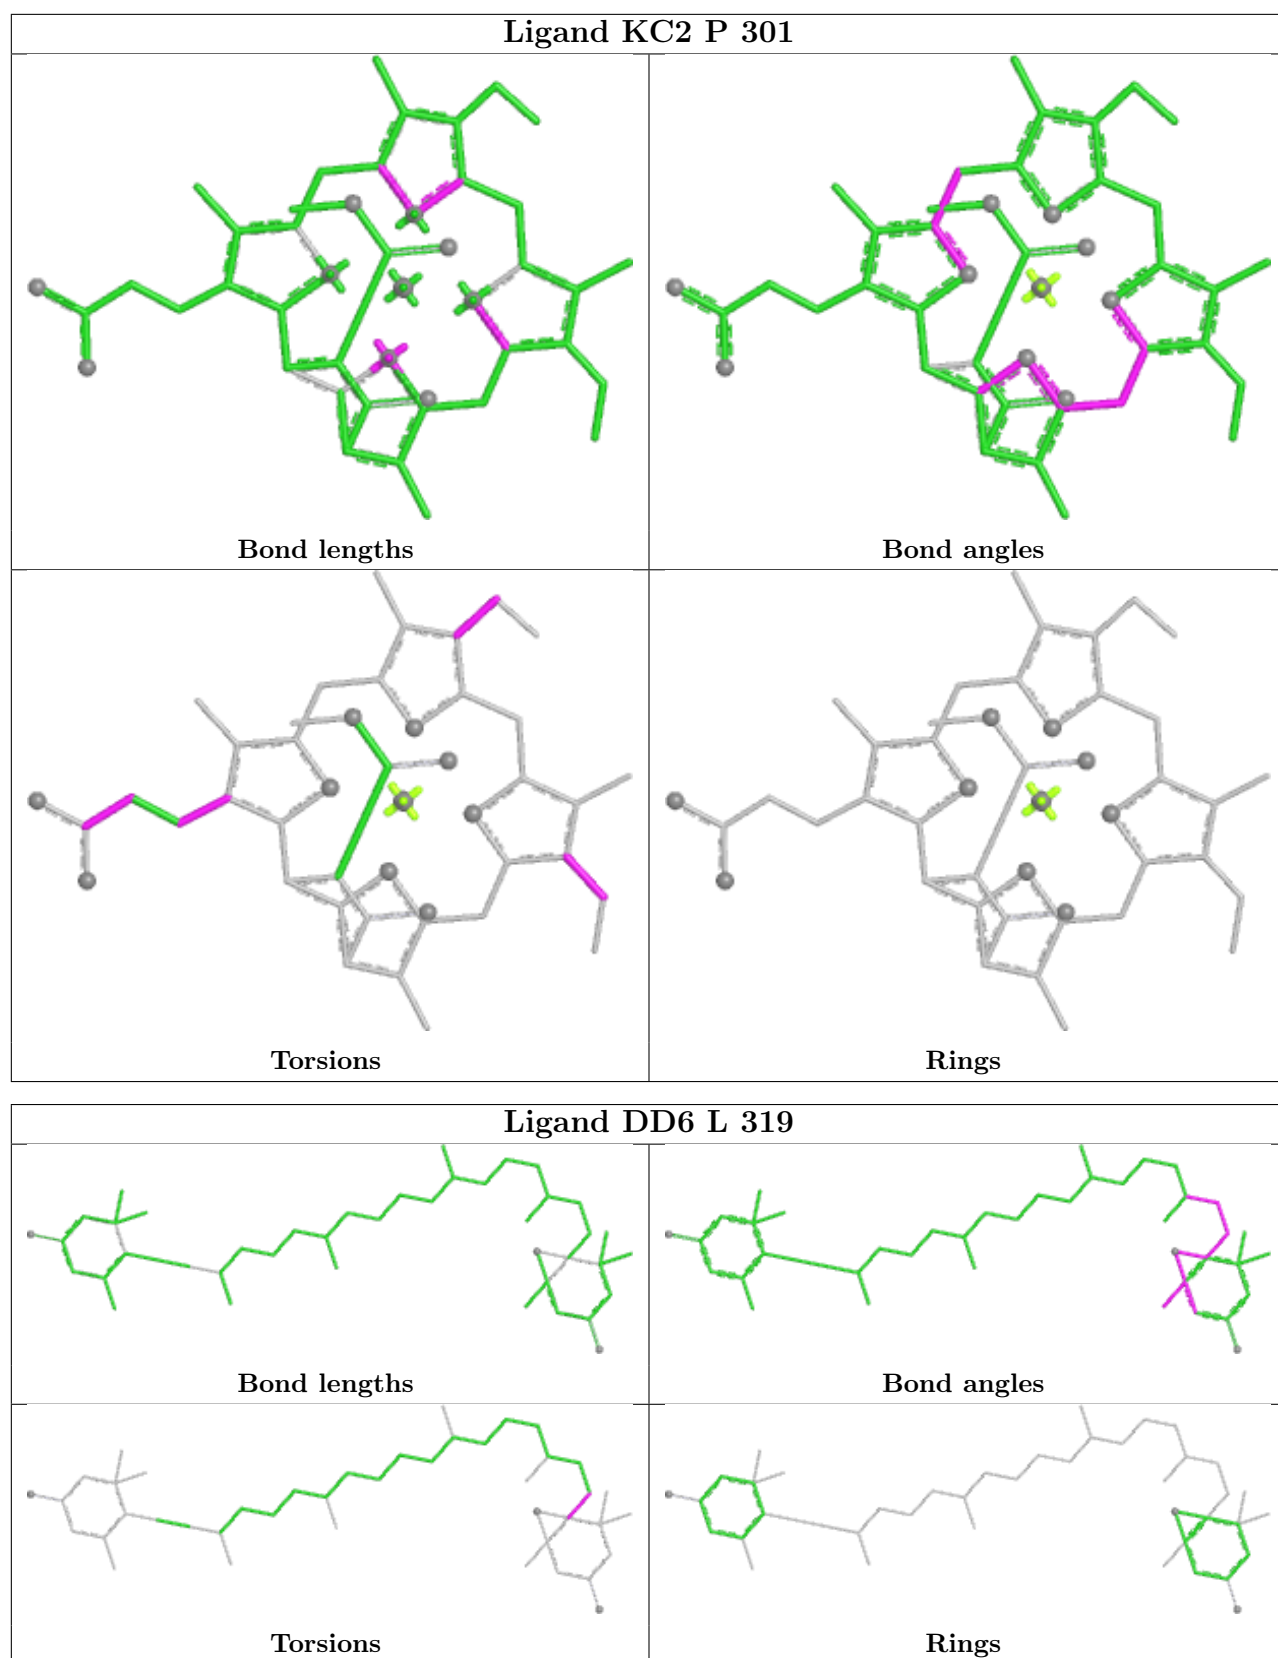 Ligand KC2 P 301
Bond lengths
Bond angles
Torsions
Rings
Ligand DD6 L 319
Bond lengths
Bond angles
Torsions
Rings